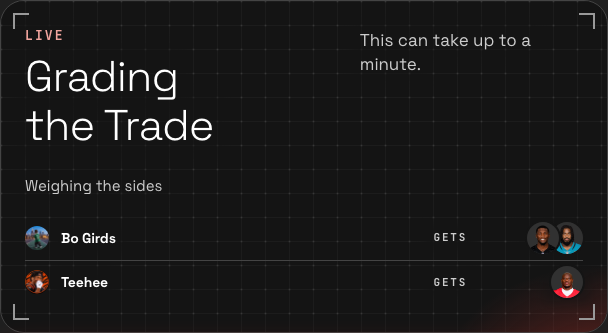 LIVE
Grading
the Trade
This can take up to a
minute.
Weighing the sides
Bo Girds
GETS
Teehee
GETS